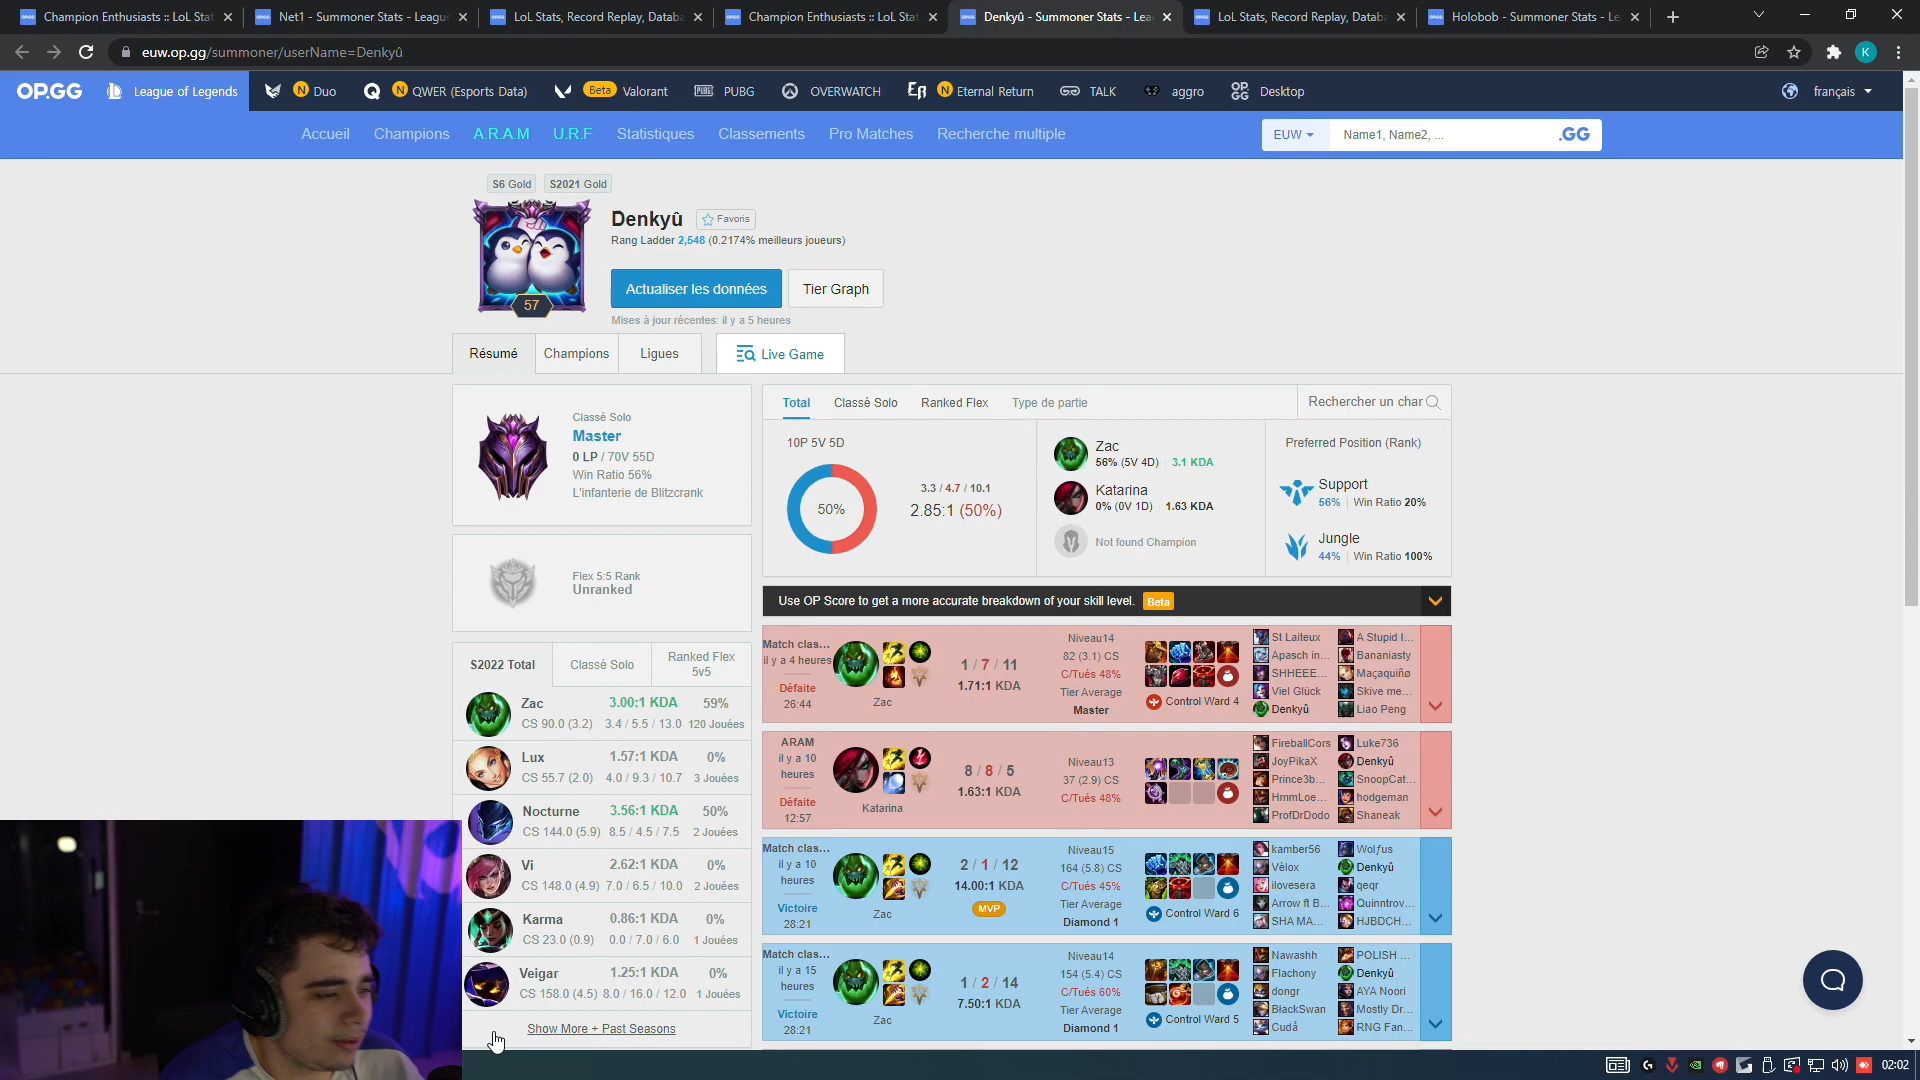 Champion Enthusiasts :: LoL Stat
Net1 - Summoner Stats - League
LoL Stats, Record Replay, Databa
Champion Enthusiasts :: LoL Stat
Denkyû - Summoner Stats - Lea
LoL Stats, Record Replay, Databa
Holobob - Summoner Stats - Le
euw.op.gg/summoner/userName=Denkyû
K
OP.GG
League of Legends
N Duo
N QWER (Esports Data)
Beta Valorant
PUBG
OVERWATCH
N Eternal Return
TALK
aggro
OP GG Desktop
français
Accueil
Champions
A.R.A.M
U.R.F
Statistiques
Classements
Pro Matches
Recherche multiple
EUW
Name1, Name2, ...
.GG
S6 Gold
S2021 Gold
57
Denkyû
Favoris
Rang Ladder 2,548 (0.2174% meilleurs joueurs)
Actualiser les données
Tier Graph
Mises à jour récentes: il y a 5 heures
Résumé
Champions
Ligues
Live Game
Classé Solo
Master
0 LP / 70V 55D
Win Ratio 56%
L'infanterie de Blitzcrank
Flex 5:5 Rank
Unranked
S2022 Total
Classé Solo
Ranked Flex
5v5
Zac 3.00:1 KDA 59%
CS 90.0 (3.2) 3.4 / 5.5 / 13.0 120 Jouées
Lux 1.57:1 KDA 0%
CS 55.7 (2.0) 4.0 / 9.3 / 10.7 3 Jouées
Nocturne 3.56:1 KDA 50%
CS 144.0 (5.9) 8.5 / 4.5 / 7.5 2 Jouées
Vi 2.62:1 KDA 0%
CS 148.0 (4.9) 7.0 / 6.5 / 10.0 2 Jouées
Karma 0.86:1 KDA 0%
CS 23.0 (0.9) 0.0 / 7.0 / 6.0 1 Jouées
Veigar 1.25:1 KDA 0%
CS 158.0 (4.5) 8.0 / 16.0 / 12.0 1 Jouées
Show More + Past Seasons
Total
Classé Solo
Ranked Flex
Type de partie
Rechercher un char
10P 5V 5D
50%
3.3 / 4.7 / 10.1
2.85:1 (50%)
Zac
56% (5V 4D) 3.1 KDA
Katarina
0% (0V 1D) 1.63 KDA
Not found Champion
Preferred Position (Rank)
Support
56% Win Ratio 20%
Jungle
44% Win Ratio 100%
Use OP Score to get a more accurate breakdown of your skill level. Beta
Match clas...
il y a 4 heures
Défaite
26:44
Zac
1 / 7 / 11
1.71:1 KDA
Niveau14
82 (3.1) CS
C/Tués 48%
Tier Average
Master
Control Ward 4
St Laiteux
Apasch in...
SHHEEE...
Viel Glück
Denkyû
A Stupid I...
Bananiasty
Maçaquiño
Skive me...
Liao Peng
ARAM
il y a 10
heures
Défaite
12:57
Katarina
8 / 8 / 5
1.63:1 KDA
Niveau13
37 (2.9) CS
C/Tués 48%
FireballCors
JoyPikaX
Prince3b...
HmmLoe...
ProfDrDodo
Luke736
Denkyû
SnoopCat...
hodgeman
Shaneak
Match clas...
il y a 10
heures
Victoire
28:21
Zac
2 / 1 / 12
14.00:1 KDA
MVP
Niveau15
164 (5.8) CS
C/Tués 45%
Tier Average
Diamond 1
Control Ward 6
kamber56
Vèlox
ilovesera
Arrow ft B...
SHA MA...
Wolƒus
Denkyû
qeqr
Quinntrov...
HJBDCH...
Match clas...
il y a 15
heures
Victoire
28:21
Zac
1 / 2 / 14
7.50:1 KDA
Niveau14
154 (5.4) CS
C/Tués 60%
Tier Average
Diamond 1
Control Ward 5
Nawashh
Flachony
dongr
BlackSwan
Cudå
POLISH ...
Denkyû
AYA Noori
Mostly Dr...
RNG Fan...
02:02